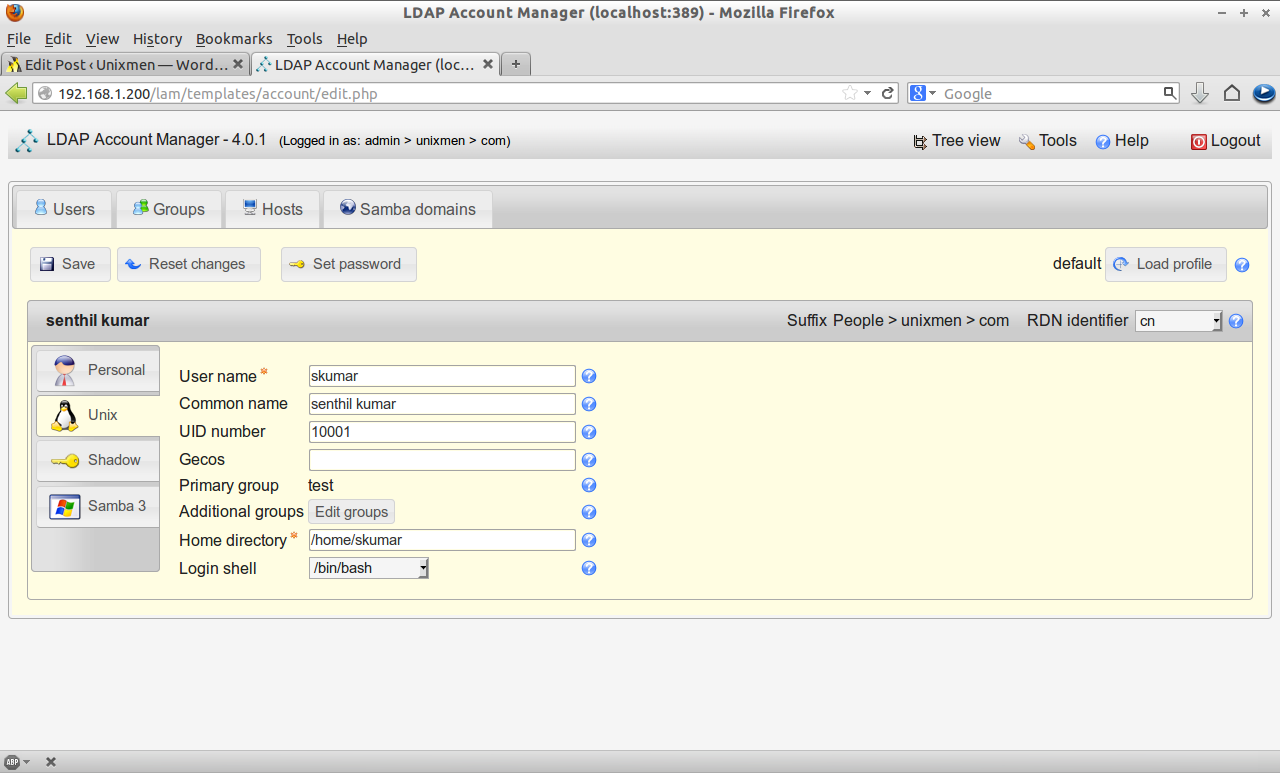 LDAP Account Manager (localhost:389) - Mozilla Firefox
File Edit View History Bookmarks Tools Help
Edit Post ‹ Unixmen — Word... LDAP Account Manager (loc...
192.168.1.200/lam/templates/account/edit.php Google
LDAP Account Manager - 4.0.1 (Logged in as: admin > unixmen > com) Tree view Tools Help Logout
Users Groups Hosts Samba domains
Save Reset changes Set password default Load profile
senthil kumar Suffix People > unixmen > com RDN identifier cn
Personal
Unix
Shadow
Samba 3
User name * skumar
Common name senthil kumar
UID number 10001
Gecos
Primary group test
Additional groups Edit groups
Home directory * /home/skumar
Login shell /bin/bash
ABP